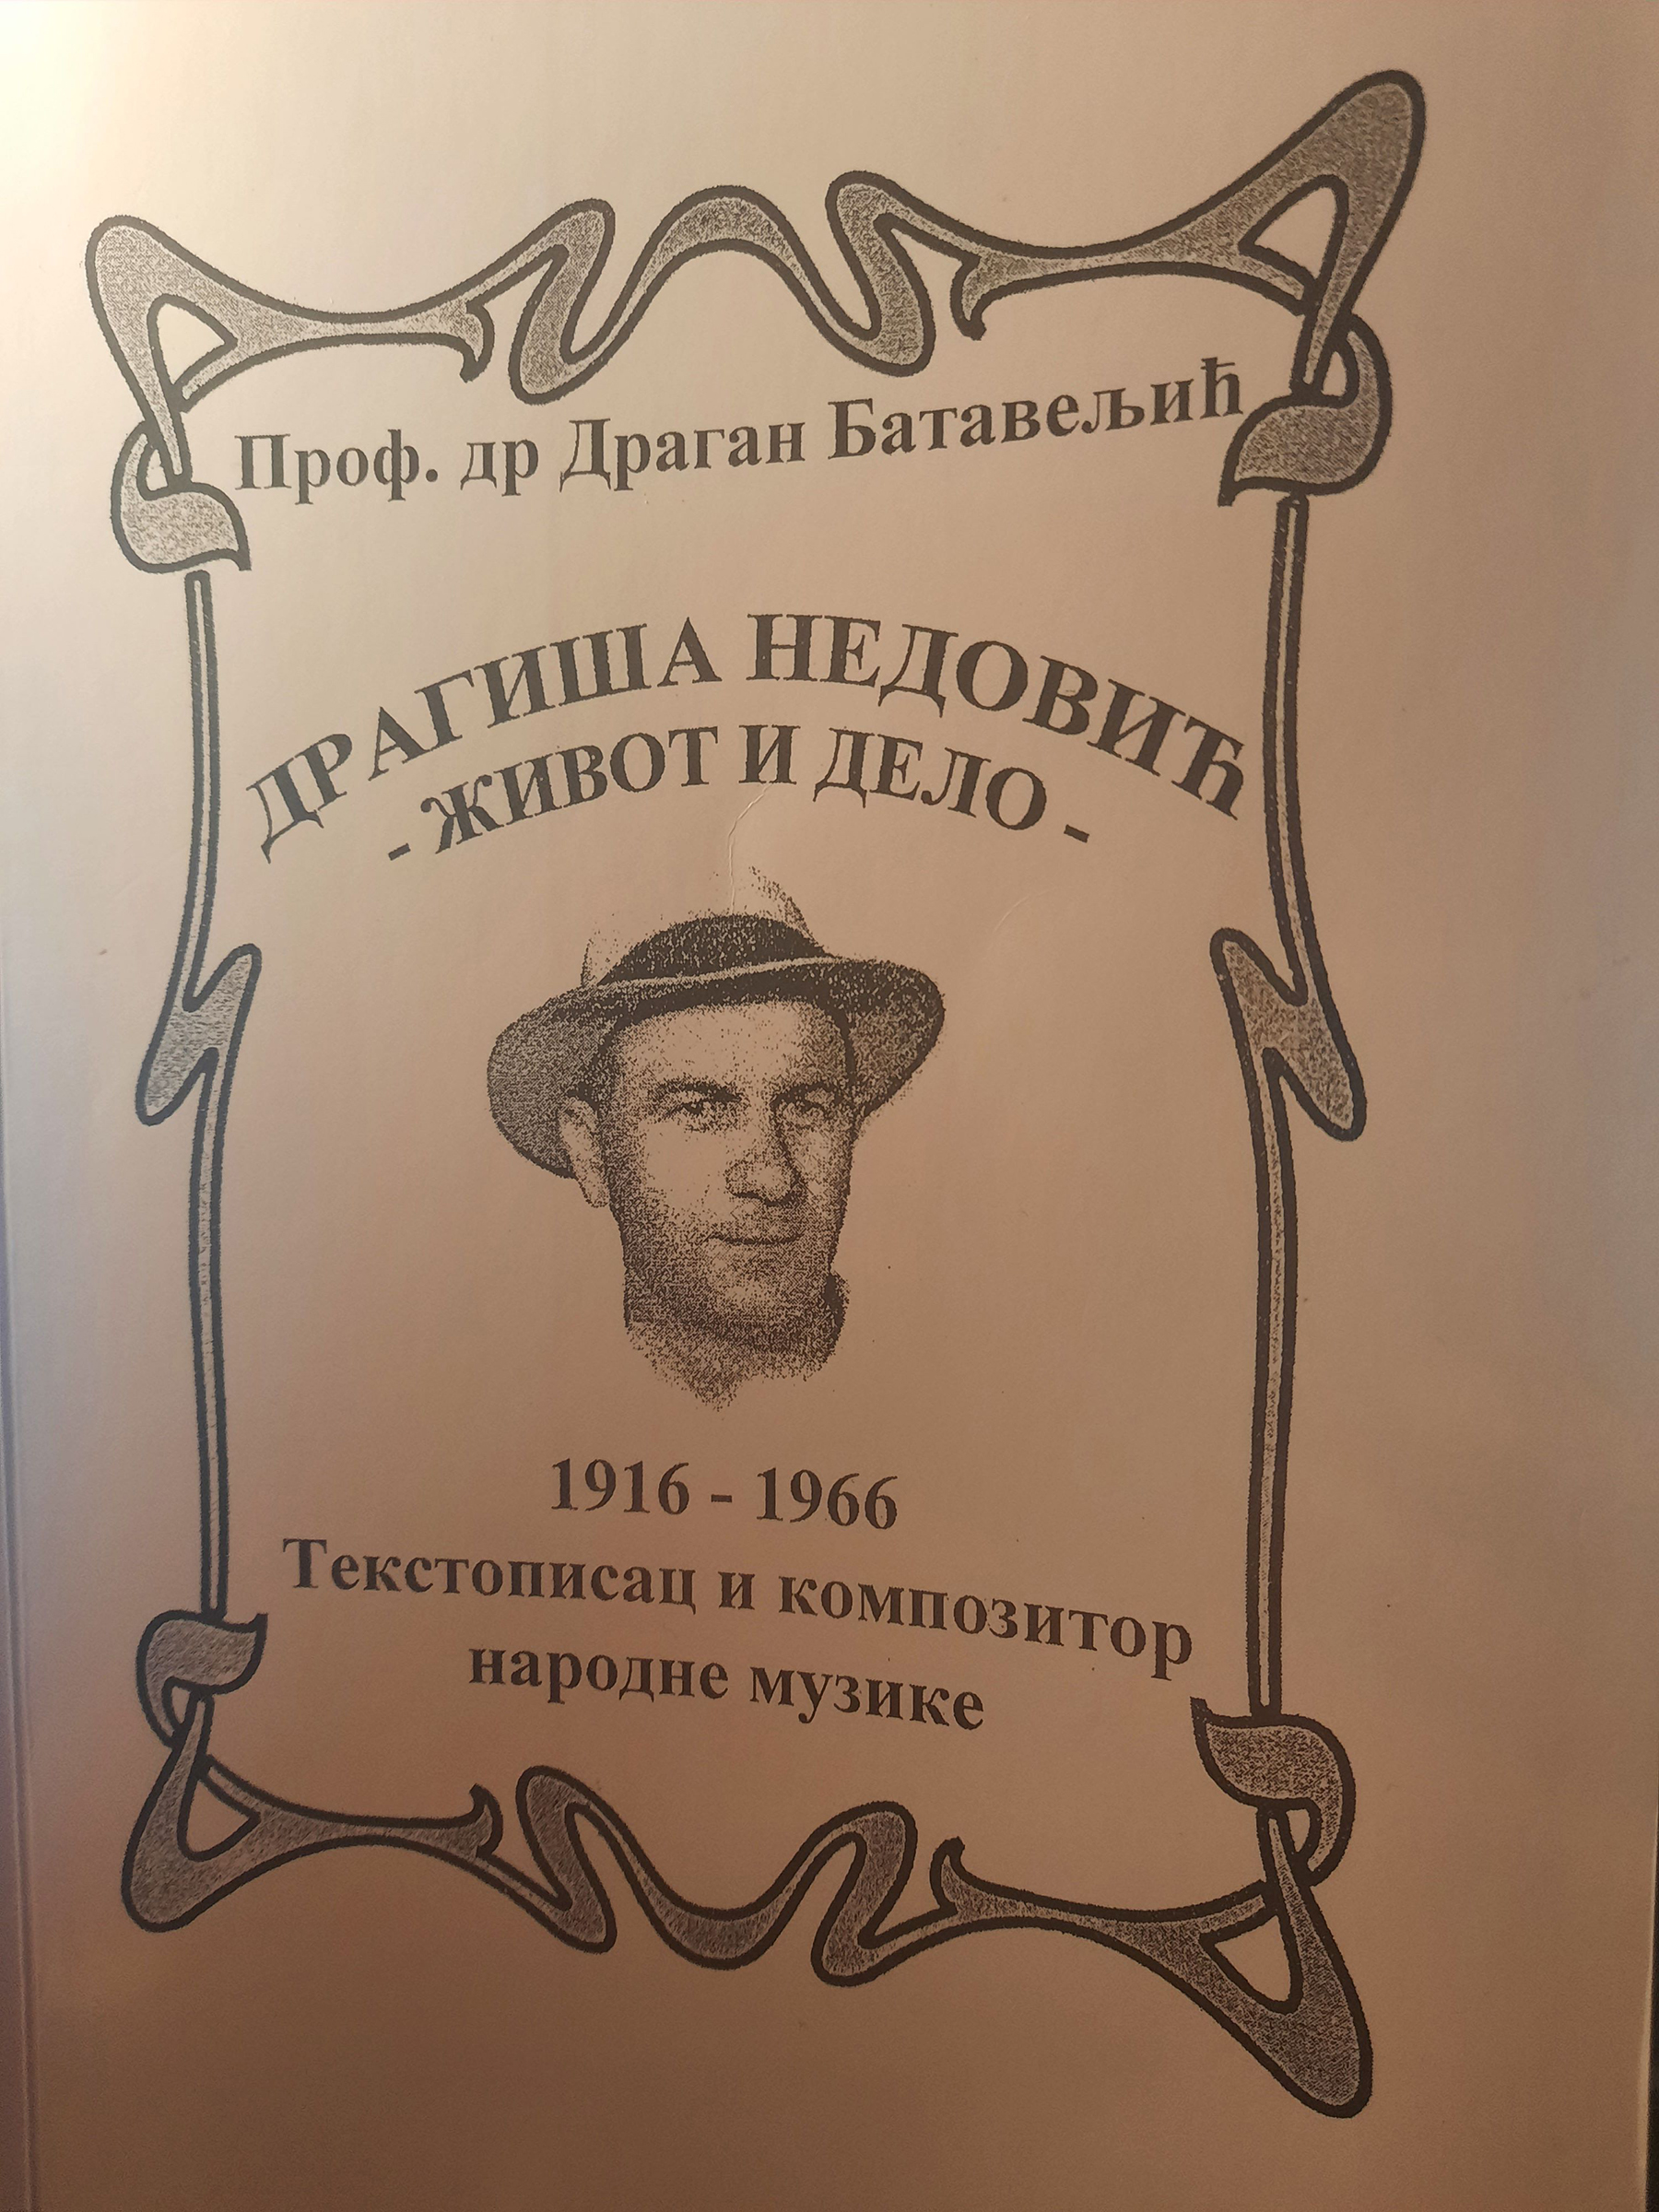 Проф. др Драган Батавељић
ДРАГИША НЕДОВИЋ
- ЖИВОТ И ДЕЛО -
1916 - 1966
Текстописац и композитор
народне музике